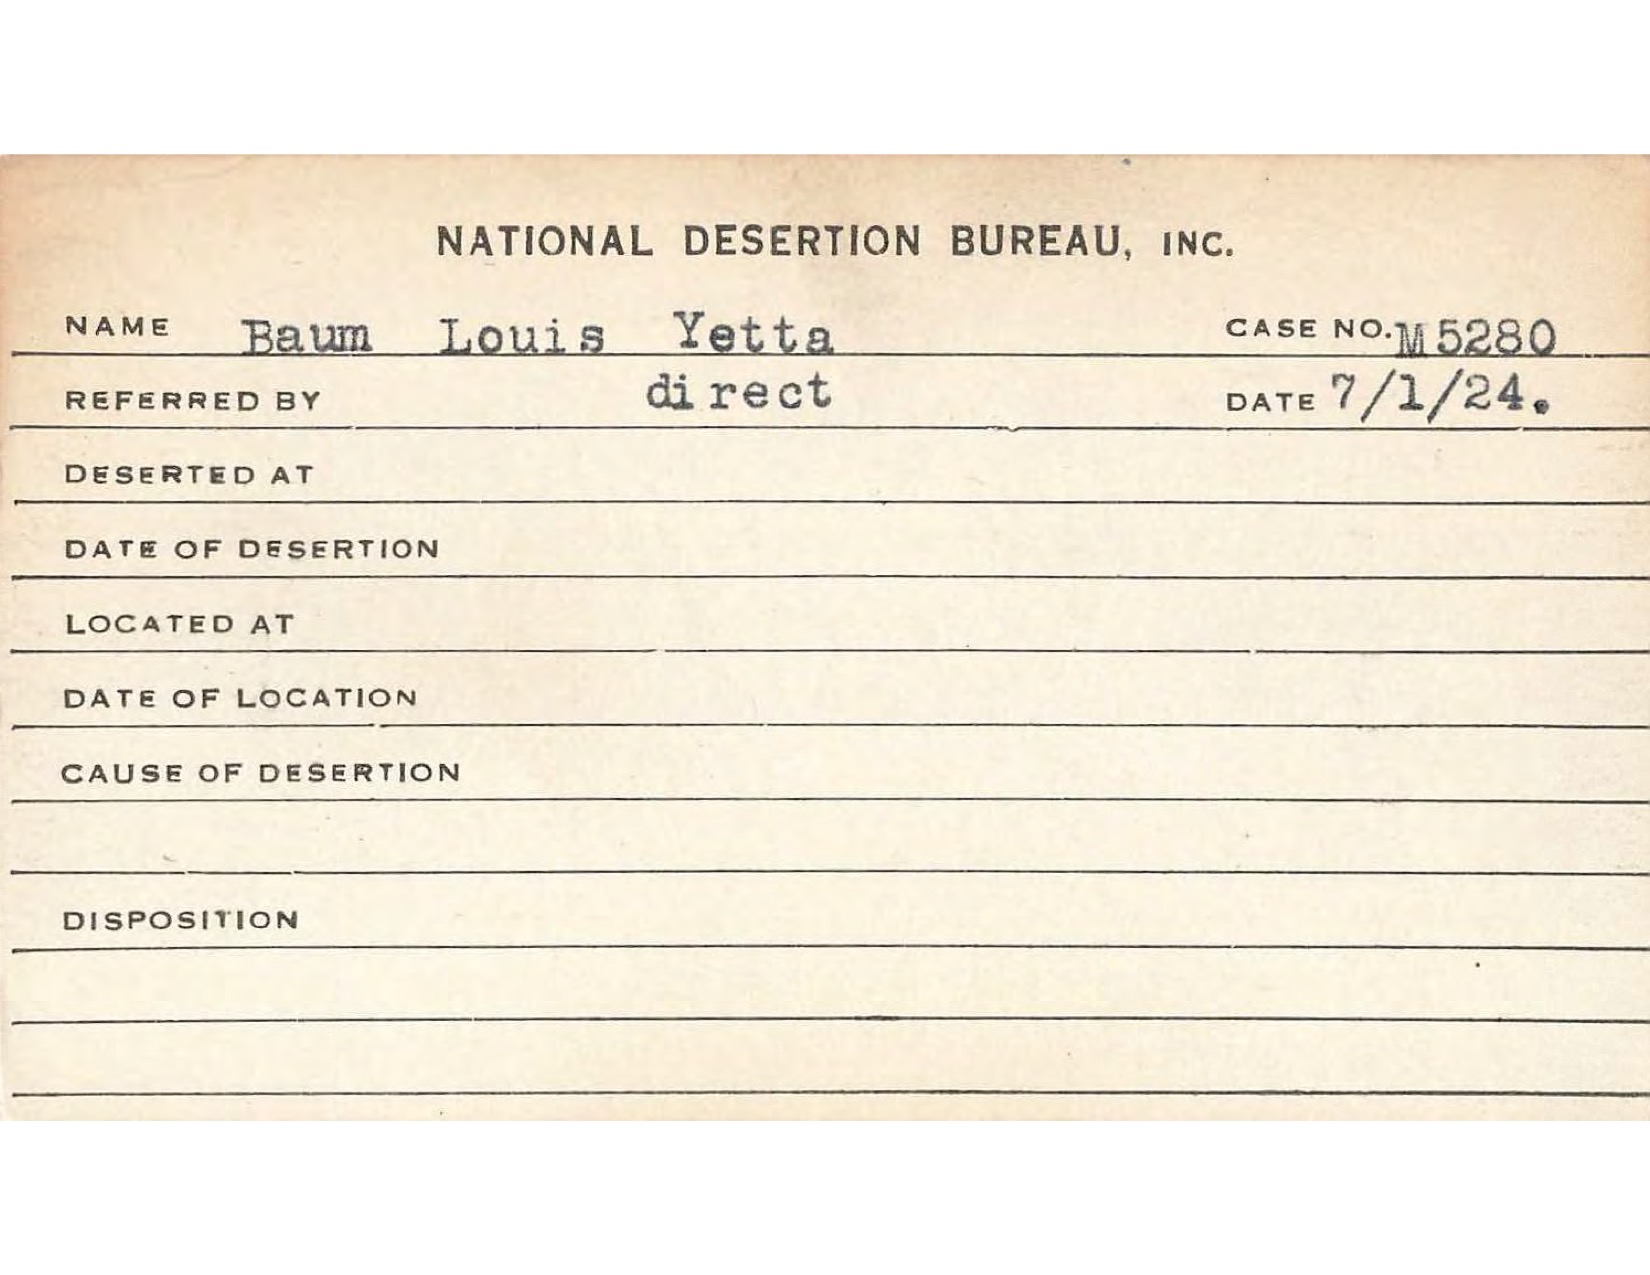 NATIONAL DESERTION BUREAU, INC.
NAME Baum Louis Yetta CASE NO. M5280
REFERRED BY direct DATE 7/1/24.
DESERTED AT
DATE OF DESERTION
LOCATED AT
DATE OF LOCATION
CAUSE OF DESERTION
DISPOSITION